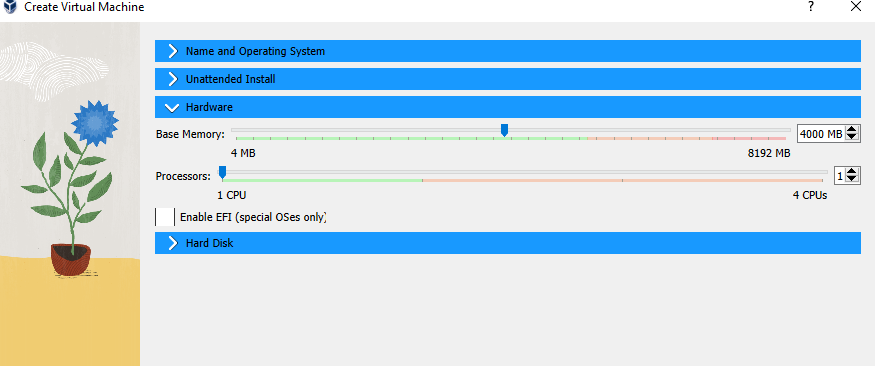 Create Virtual Machine
Name and Operating System
Unattended Install
Hardware
Base Memory: 4000 MB
4 MB 8192 MB
Processors: 1
1 CPU 4 CPUs
Enable EFI (special OSes only)
Hard Disk